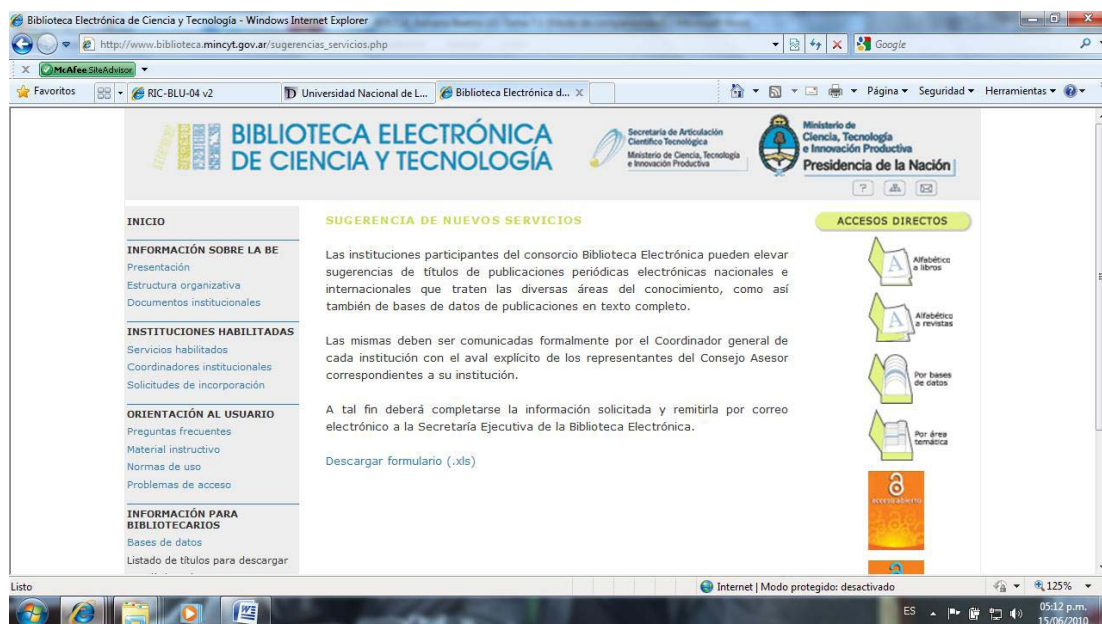 Biblioteca Electrónica de Ciencia y Tecnología - Windows Internet Explorer
http://www.biblioteca.mincyt.gov.ar/sugerencias_servicios.php
Google
X McAfee SiteAdvisor
Favoritos
RIC-BLU-04 v2
Universidad Nacional de L...
Biblioteca Electrónica d... X
Página Seguridad Herramientas
BIBLIOTECA ELECTRÓNICA
DE CIENCIA Y TECNOLOGÍA
Secretaría de Articulación
Científico Tecnológica
Ministerio de Ciencia, Tecnología
e Innovación Productiva
Ministerio de
Ciencia, Tecnología
e Innovación Productiva
Presidencia de la Nación
?
INICIO
INFORMACIÓN SOBRE LA BE
Presentación
Estructura organizativa
Documentos institucionales
INSTITUCIONES HABILITADAS
Servicios habilitados
Coordinadores institucionales
Solicitudes de incorporación
ORIENTACIÓN AL USUARIO
Preguntas frecuentes
Material instructivo
Normas de uso
Problemas de acceso
INFORMACIÓN PARA
BIBLIOTECARIOS
Bases de datos
Listado de títulos para descargar
SUGERENCIA DE NUEVOS SERVICIOS
Las instituciones participantes del consorcio Biblioteca Electrónica pueden elevar
sugerencias de títulos de publicaciones periódicas electrónicas nacionales e
internacionales que traten las diversas áreas del conocimiento, como así
también de bases de datos de publicaciones en texto completo.
Las mismas deben ser comunicadas formalmente por el Coordinador general de
cada institución con el aval explícito de los representantes del Consejo Asesor
correspondientes a su institución.
A tal fin deberá completarse la información solicitada y remitirla por correo
electrónico a la Secretaría Ejecutiva de la Biblioteca Electrónica.
Descargar formulario (.xls)
ACCESOS DIRECTOS
A
Alfabético
a libros
A
Alfabético
a revistas
Por bases
de datos
Por área
temática
accesoabierto
Listo
Internet | Modo protegido: desactivado
125%
ES
05:12 p.m.
15/06/2010